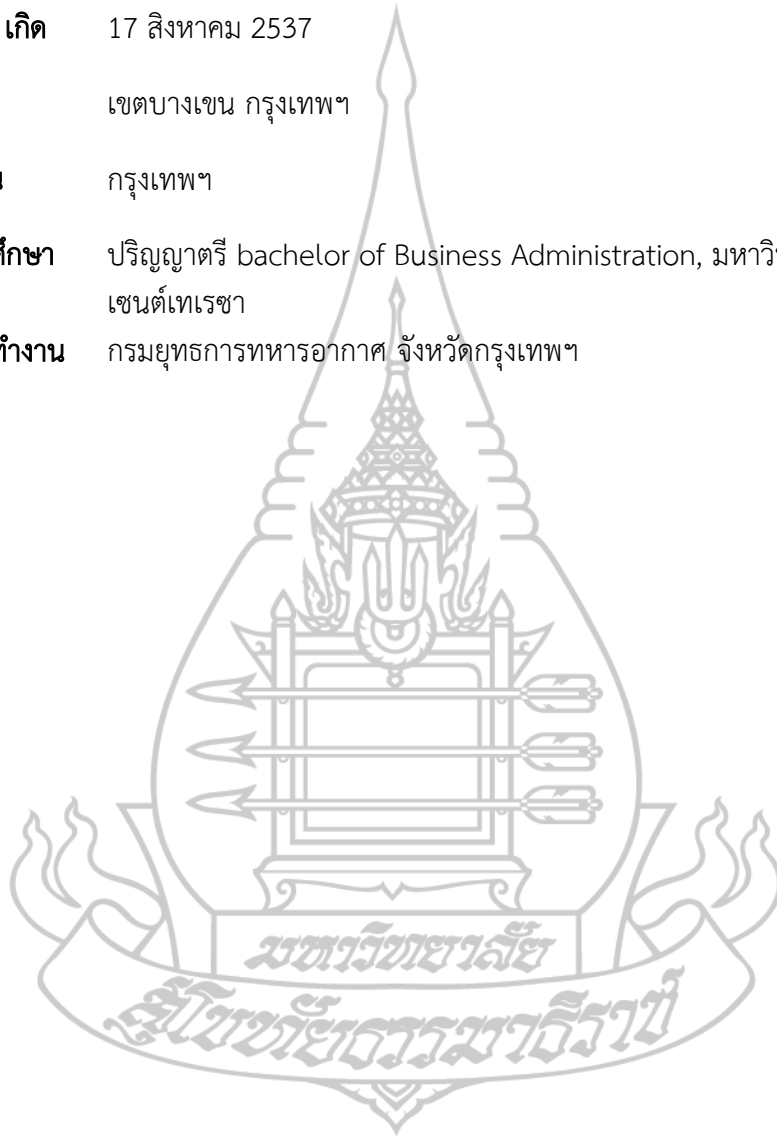 เกิด 17 สิงหาคม 2537
เขตบางเขน กรุงเทพฯ
กรุงเทพฯ
ปริญญาตรี bachelor of Business Administration,
เซนต์เทเรซา
ทำงาน กรมยุทธการทหารอากาศ จังหวัดกรุงเทพฯ
มหาวิทยาลัย
สุโขทัยธรรมาธิราช